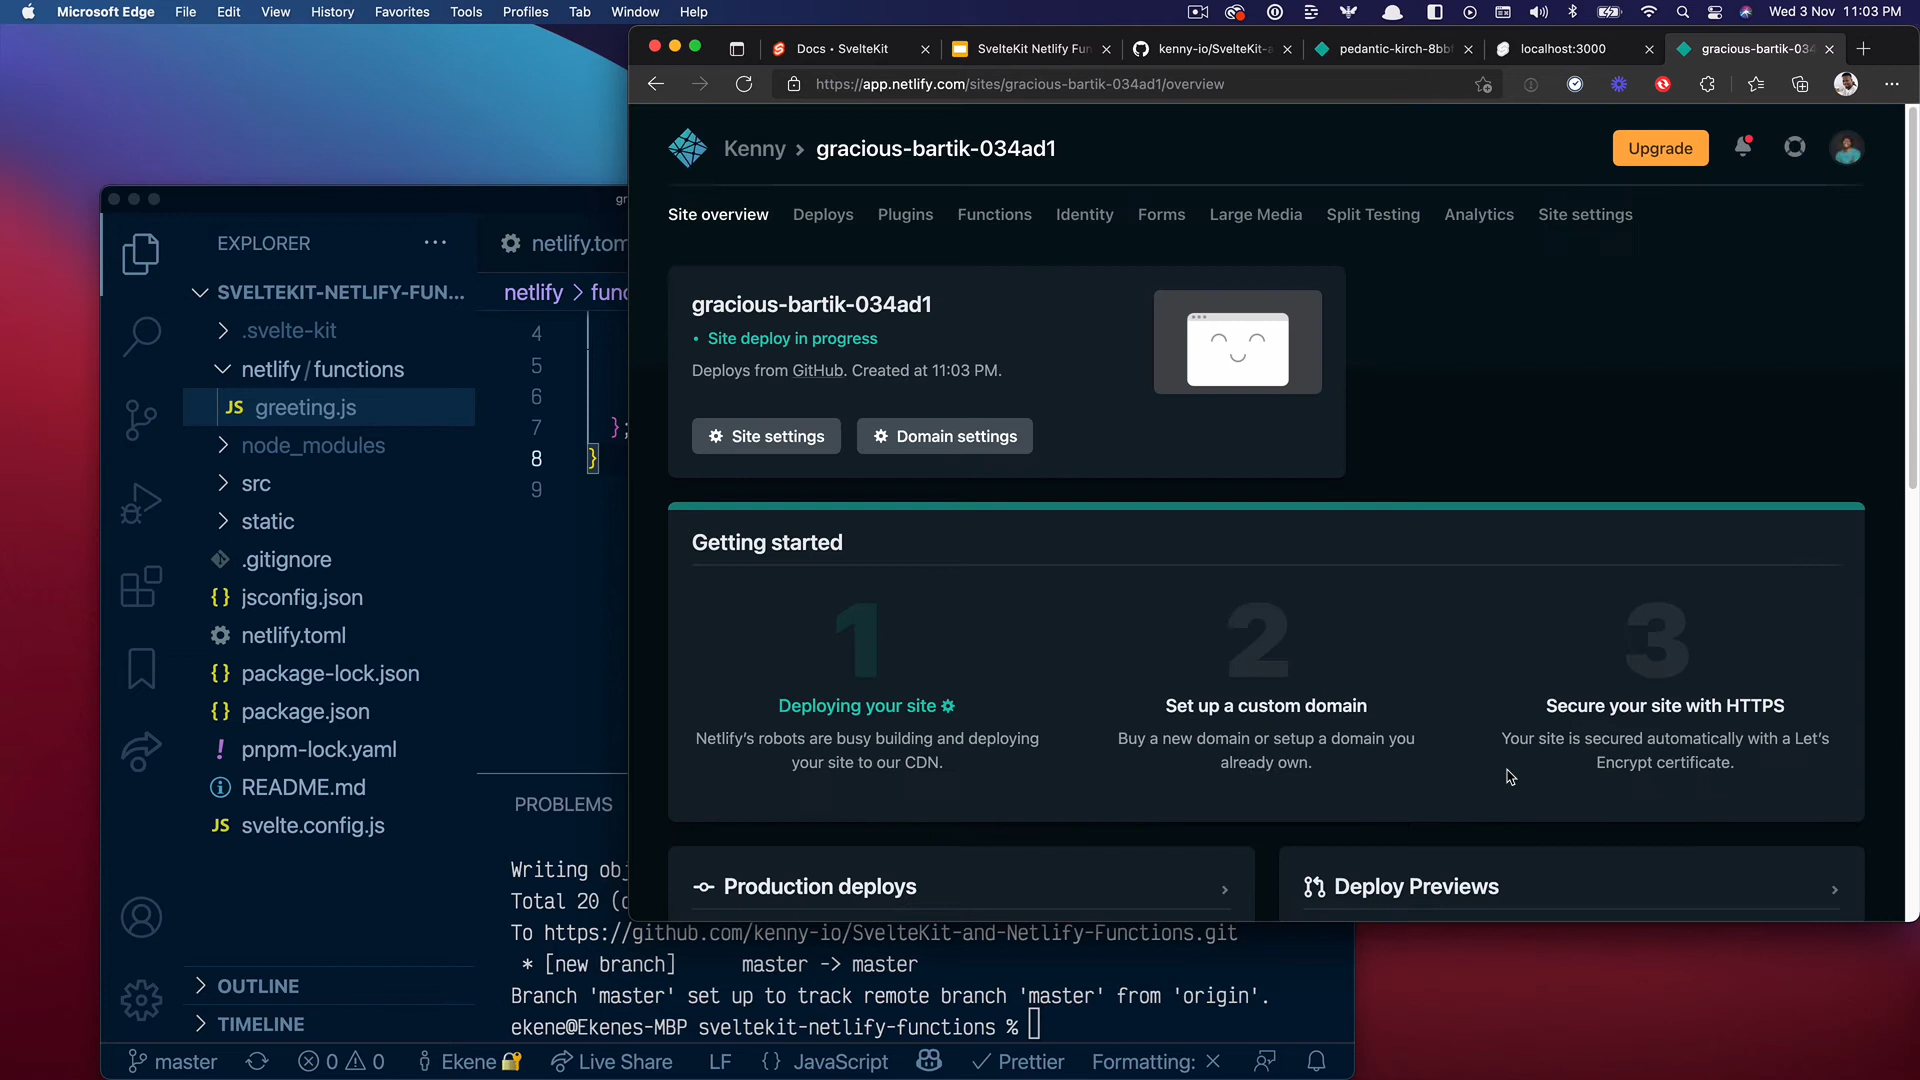 Microsoft Edge File Edit View History Favorites Tools Profiles Tab Window Help
Wed 3 Nov 11:03 PM
Docs • SvelteKit
SvelteKit Netlify Fun
kenny-io/SvelteKit-a
pedantic-kirch-8bb
localhost:3000
gracious-bartik-034
https://app.netlify.com/sites/gracious-bartik-034ad1/overview
Kenny > gracious-bartik-034ad1
Upgrade
Site overview Deploys Plugins Functions Identity Forms Large Media Split Testing Analytics Site settings
gracious-bartik-034ad1
• Site deploy in progress
Deploys from GitHub. Created at 11:03 PM.
Site settings
Domain settings
Getting started
1
Deploying your site
Netlify's robots are busy building and deploying
your site to our CDN.
2
Set up a custom domain
Buy a new domain or setup a domain you
already own.
3
Secure your site with HTTPS
Your site is secured automatically with a Let's
Encrypt certificate.
Production deploys
Deploy Previews
EXPLORER
SVELTEKIT-NETLIFY-FUN...
.svelte-kit
netlify/functions
JS greeting.js
node_modules
src
static
.gitignore
{} jsconfig.json
netlify.toml
{} package-lock.json
{} package.json
! pnpm-lock.yaml
README.md
JS svelte.config.js
OUTLINE
TIMELINE
netlify.tom
netlify > fun
4
5
6
7 };
8 }
9
PROBLEMS
Writing obj
Total 20 (
To https://github.com/kenny-io/SvelteKit-and-Netlify-Functions.git
* [new branch] master -> master
Branch 'master' set up to track remote branch 'master' from 'origin'.
ekene@Ekenes-MBP sveltekit-netlify-functions %
master 0 0 Ekene Live Share LF {} JavaScript Prettier Formatting: ×